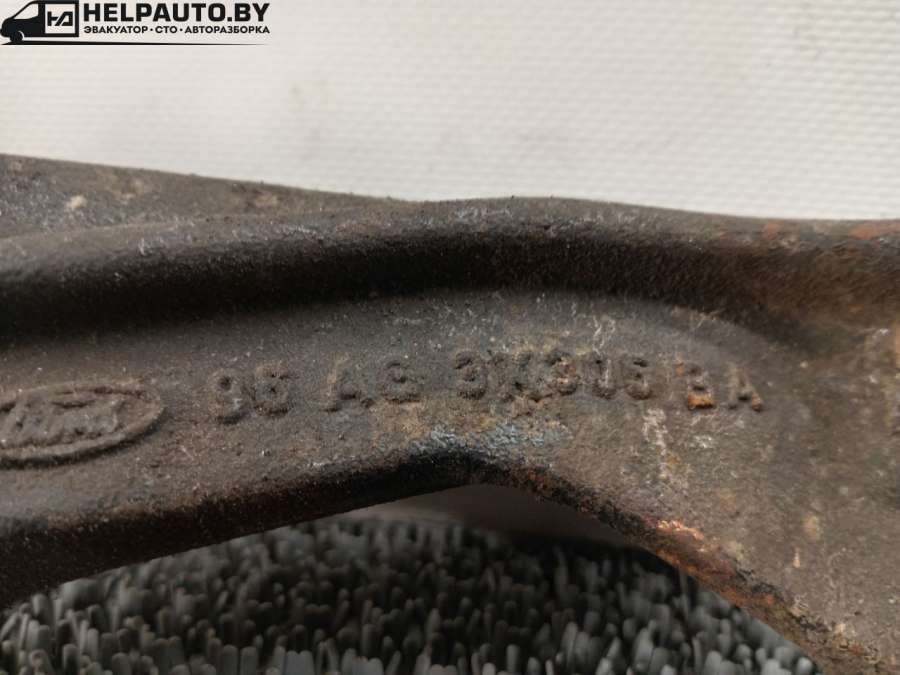 HELPAUTO.BY
ЭВАКУАТОР • СТО • АВТОРАЗБОРКА
Ford 98 AG 3K305 BA